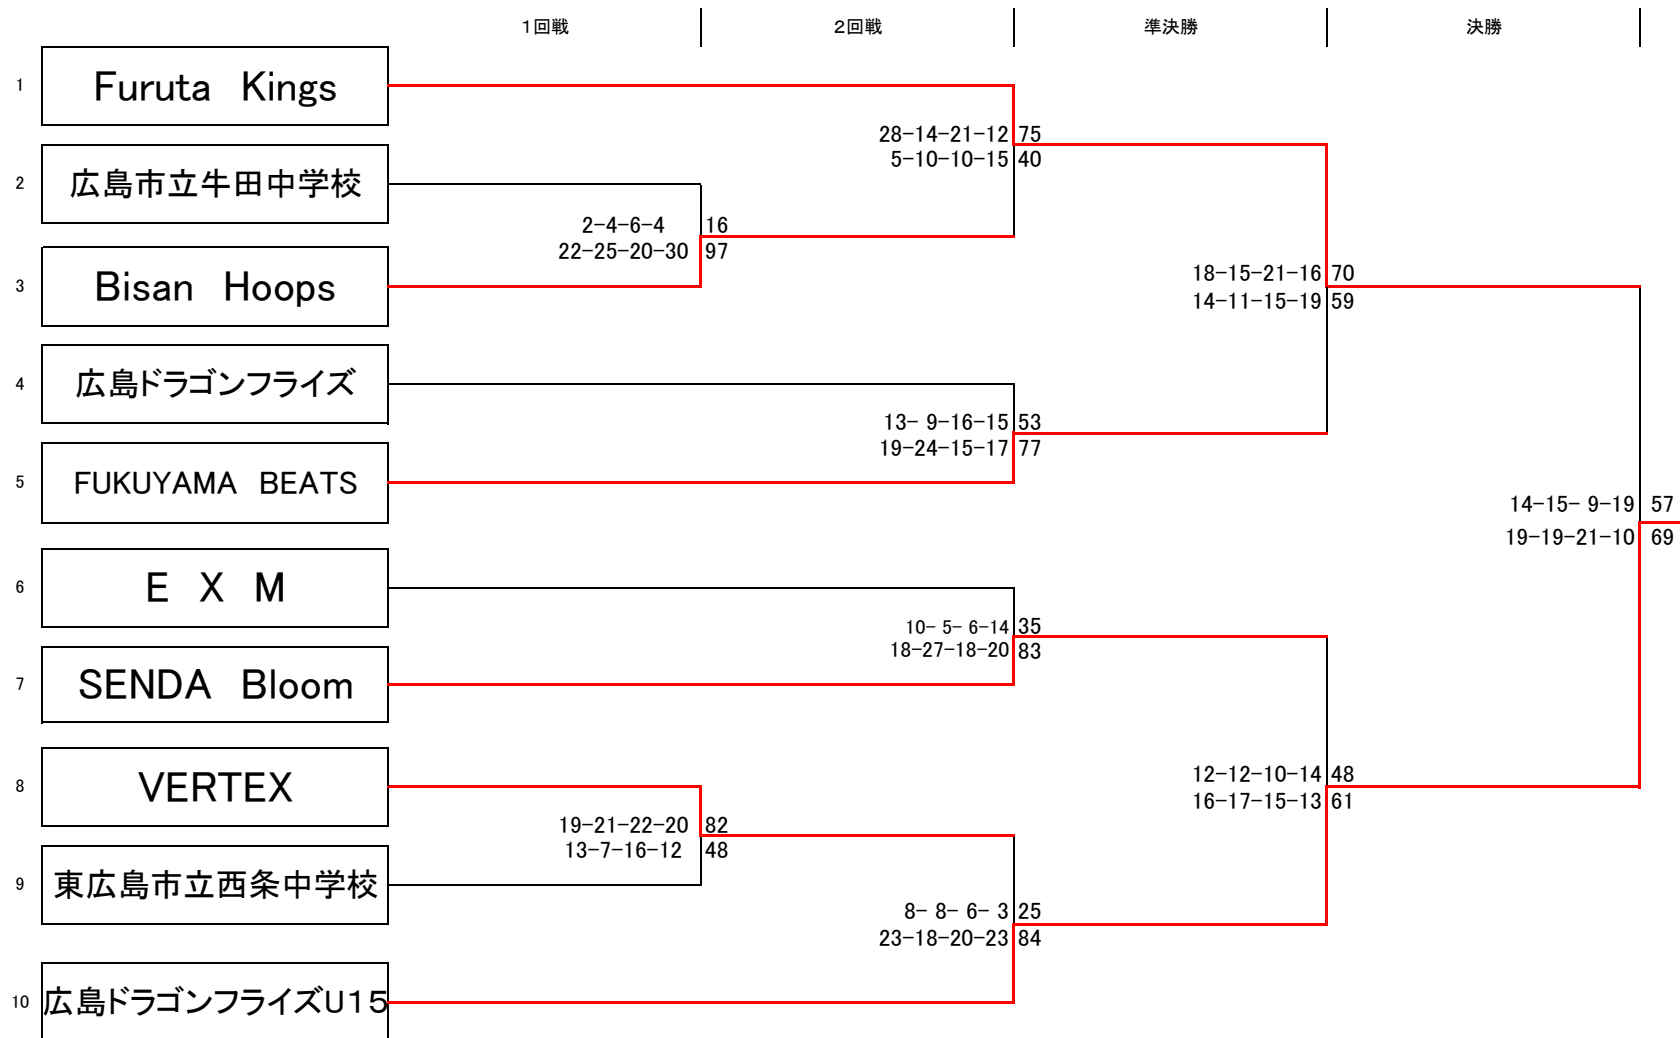 1回戦 2回戦 準決勝 決勝
1 Furuta Kings
28-14-21-12 75
5-10-10-15 40
2 広島市立牛田中学校
2-4-6-4 16
22-25-20-30 97
3 Bisan Hoops
18-15-21-16 70
14-11-15-19 59
4 広島ドラゴンフライズ
13- 9-16-15 53
19-24-15-17 77
5 FUKUYAMA BEATS
14-15- 9-19 57
19-19-21-10 69
6 E X M
10- 5- 6-14 35
18-27-18-20 83
7 SENDA Bloom
12-12-10-14 48
16-17-15-13 61
8 VERTEX
19-21-22-20 82
13-7-16-12 48
9 東広島市立西条中学校
8- 8- 6- 3 25
23-18-20-23 84
10 広島ドラゴンフライズU15